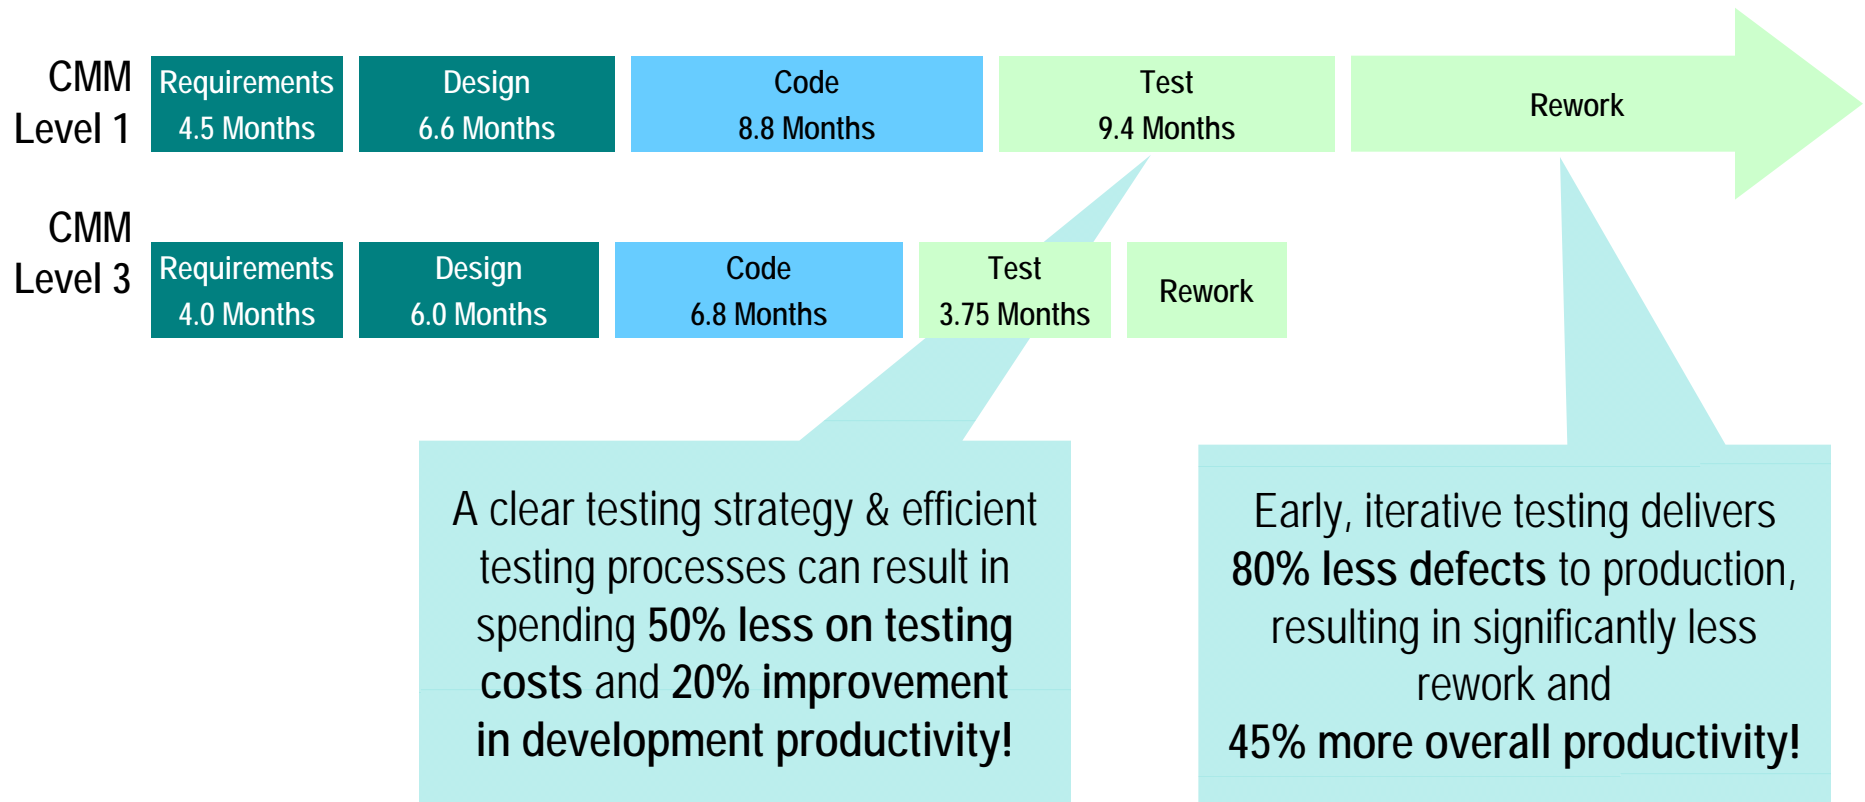 CMM
Level 1
Requirements
4.5 Months
Design
6.6 Months
Code
8.8 Months
Test
9.4 Months
Rework
CMM
Level 3
Requirements
4.0 Months
Design
6.0 Months
Code
6.8 Months
Test
3.75 Months
Rework
A clear testing strategy & efficient
testing processes can result in
spending 50% less on testing
costs and 20% improvement
in development productivity!
Early, iterative testing delivers
80% less defects to production,
resulting in significantly less
rework and
45% more overall productivity!